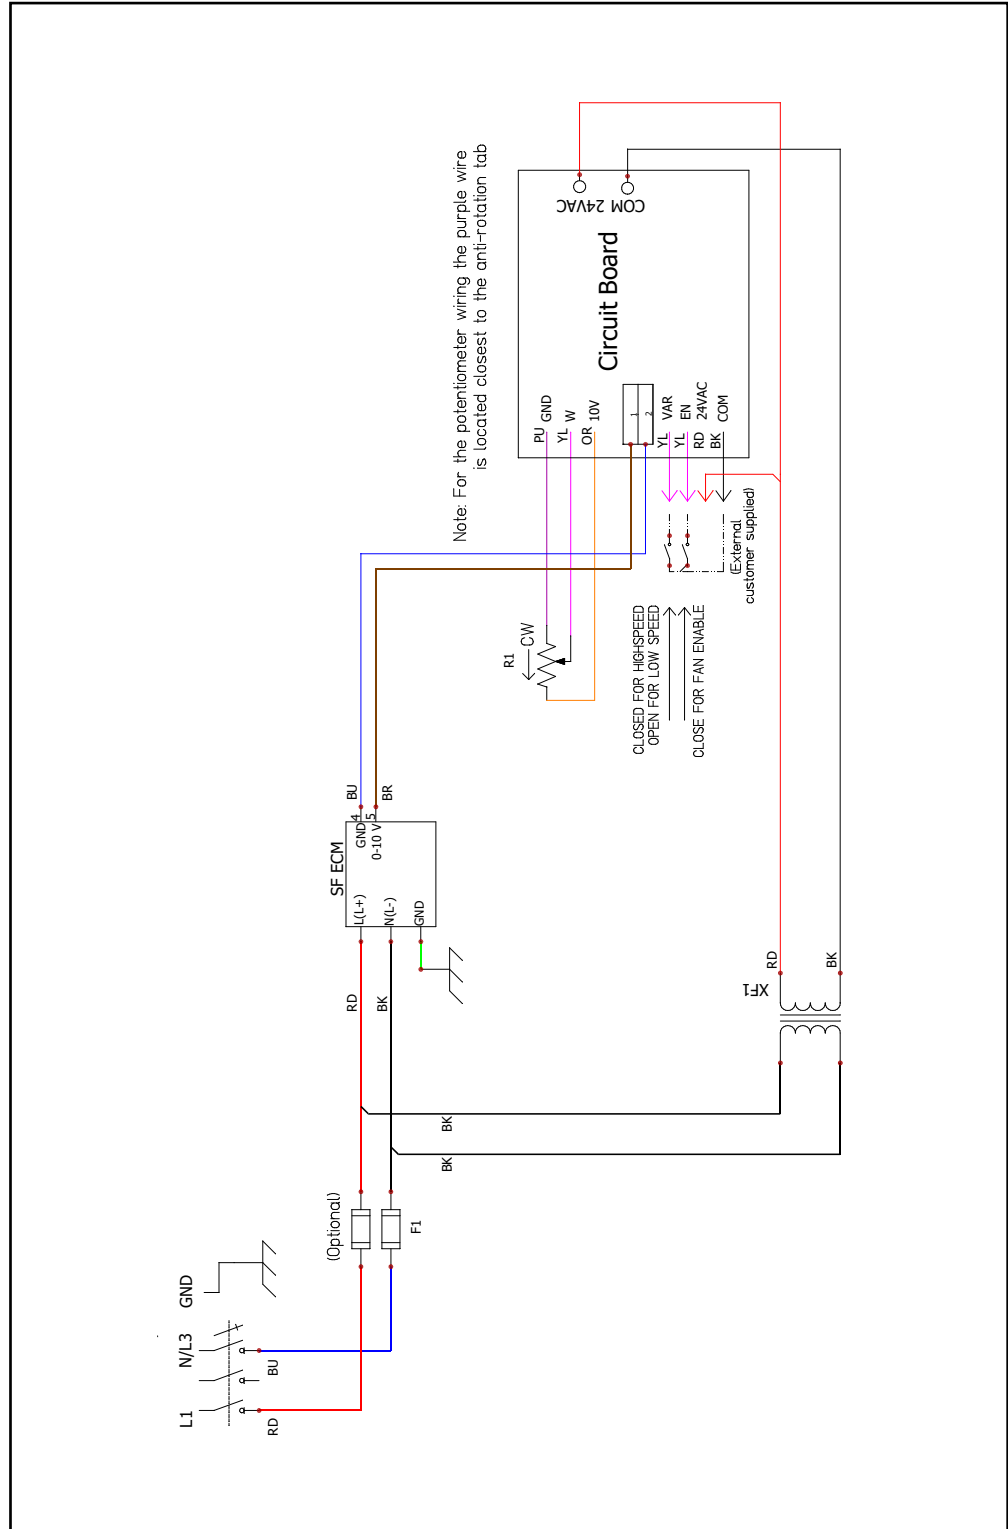 Note: For the potentiometer wiring the purple wire
is located closest to the anti-rotation tab
COM 24VAC
Circuit Board
PU GND
YL W
OR 10V
1
2
YL VAR
YL EN
RD 24VAC
BK COM
(External
customer supplied)
R1
CW
CLOSED FOR HIGHSPEED
OPEN FOR LOW SPEED
CLOSE FOR FAN ENABLE
BU
BR
4
5
GND
0-10 V
SF ECM
L(L+)
N(L-)
GND
RD
BK
RD
BK
XF1
BK
BK
(Optional)
F1
GND
N/L3
L1
BU
RD